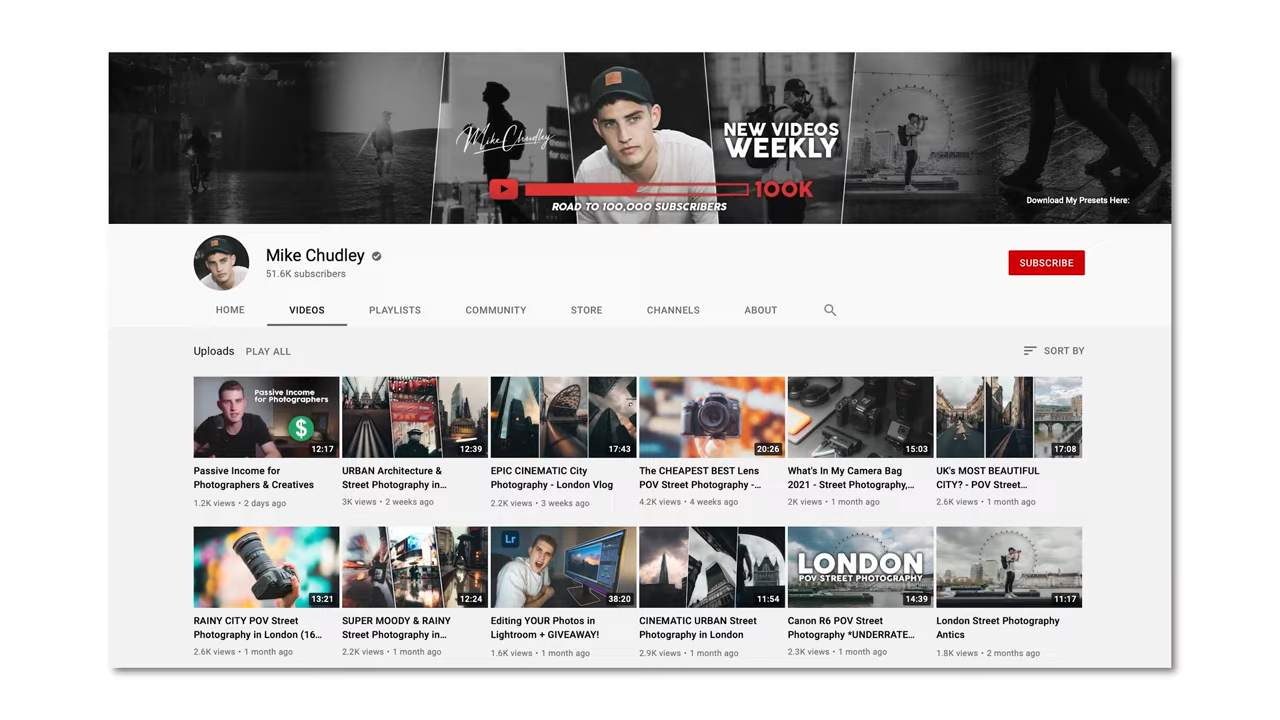 Mike Chudley
NEW VIDEOS
WEEKLY
100K
ROAD TO 100,000 SUBSCRIBERS
Download My Presets Here:
Mike Chudley
51.6K subscribers
SUBSCRIBE
HOME VIDEOS PLAYLISTS COMMUNITY STORE CHANNELS ABOUT
Uploads PLAY ALL SORT BY
Passive Income
for Photographers
$
12:17 12:39 17:43 20:26 15:03 17:08
Passive Income for
Photographers & Creatives
1.2K views • 2 days ago
URBAN Architecture &
Street Photography in...
3K views • 2 weeks ago
EPIC CINEMATIC City
Photography - London Vlog
2.2K views • 3 weeks ago
The CHEAPEST BEST Lens
POV Street Photography -...
4.2K views • 4 weeks ago
What's In My Camera Bag
2021 - Street Photography,...
2K views • 1 month ago
UK's MOST BEAUTIFUL
CITY? - POV Street...
2.6K views • 1 month ago
Lr
LONDON
POV STREET PHOTOGRAPHY
13:21 12:24 38:20 11:54 14:39 11:17
RAINY CITY POV Street
Photography in London (16...
2.6K views • 1 month ago
SUPER MOODY & RAINY
Street Photography in...
2.2K views • 1 month ago
Editing YOUR Photos in
Lightroom + GIVEAWAY!
1.6K views • 1 month ago
CINEMATIC URBAN Street
Photography in London
2.9K views • 1 month ago
Canon R6 POV Street
Photography *UNDERRATE...
2.3K views • 1 month ago
London Street Photography
Antics
1.8K views • 2 months ago